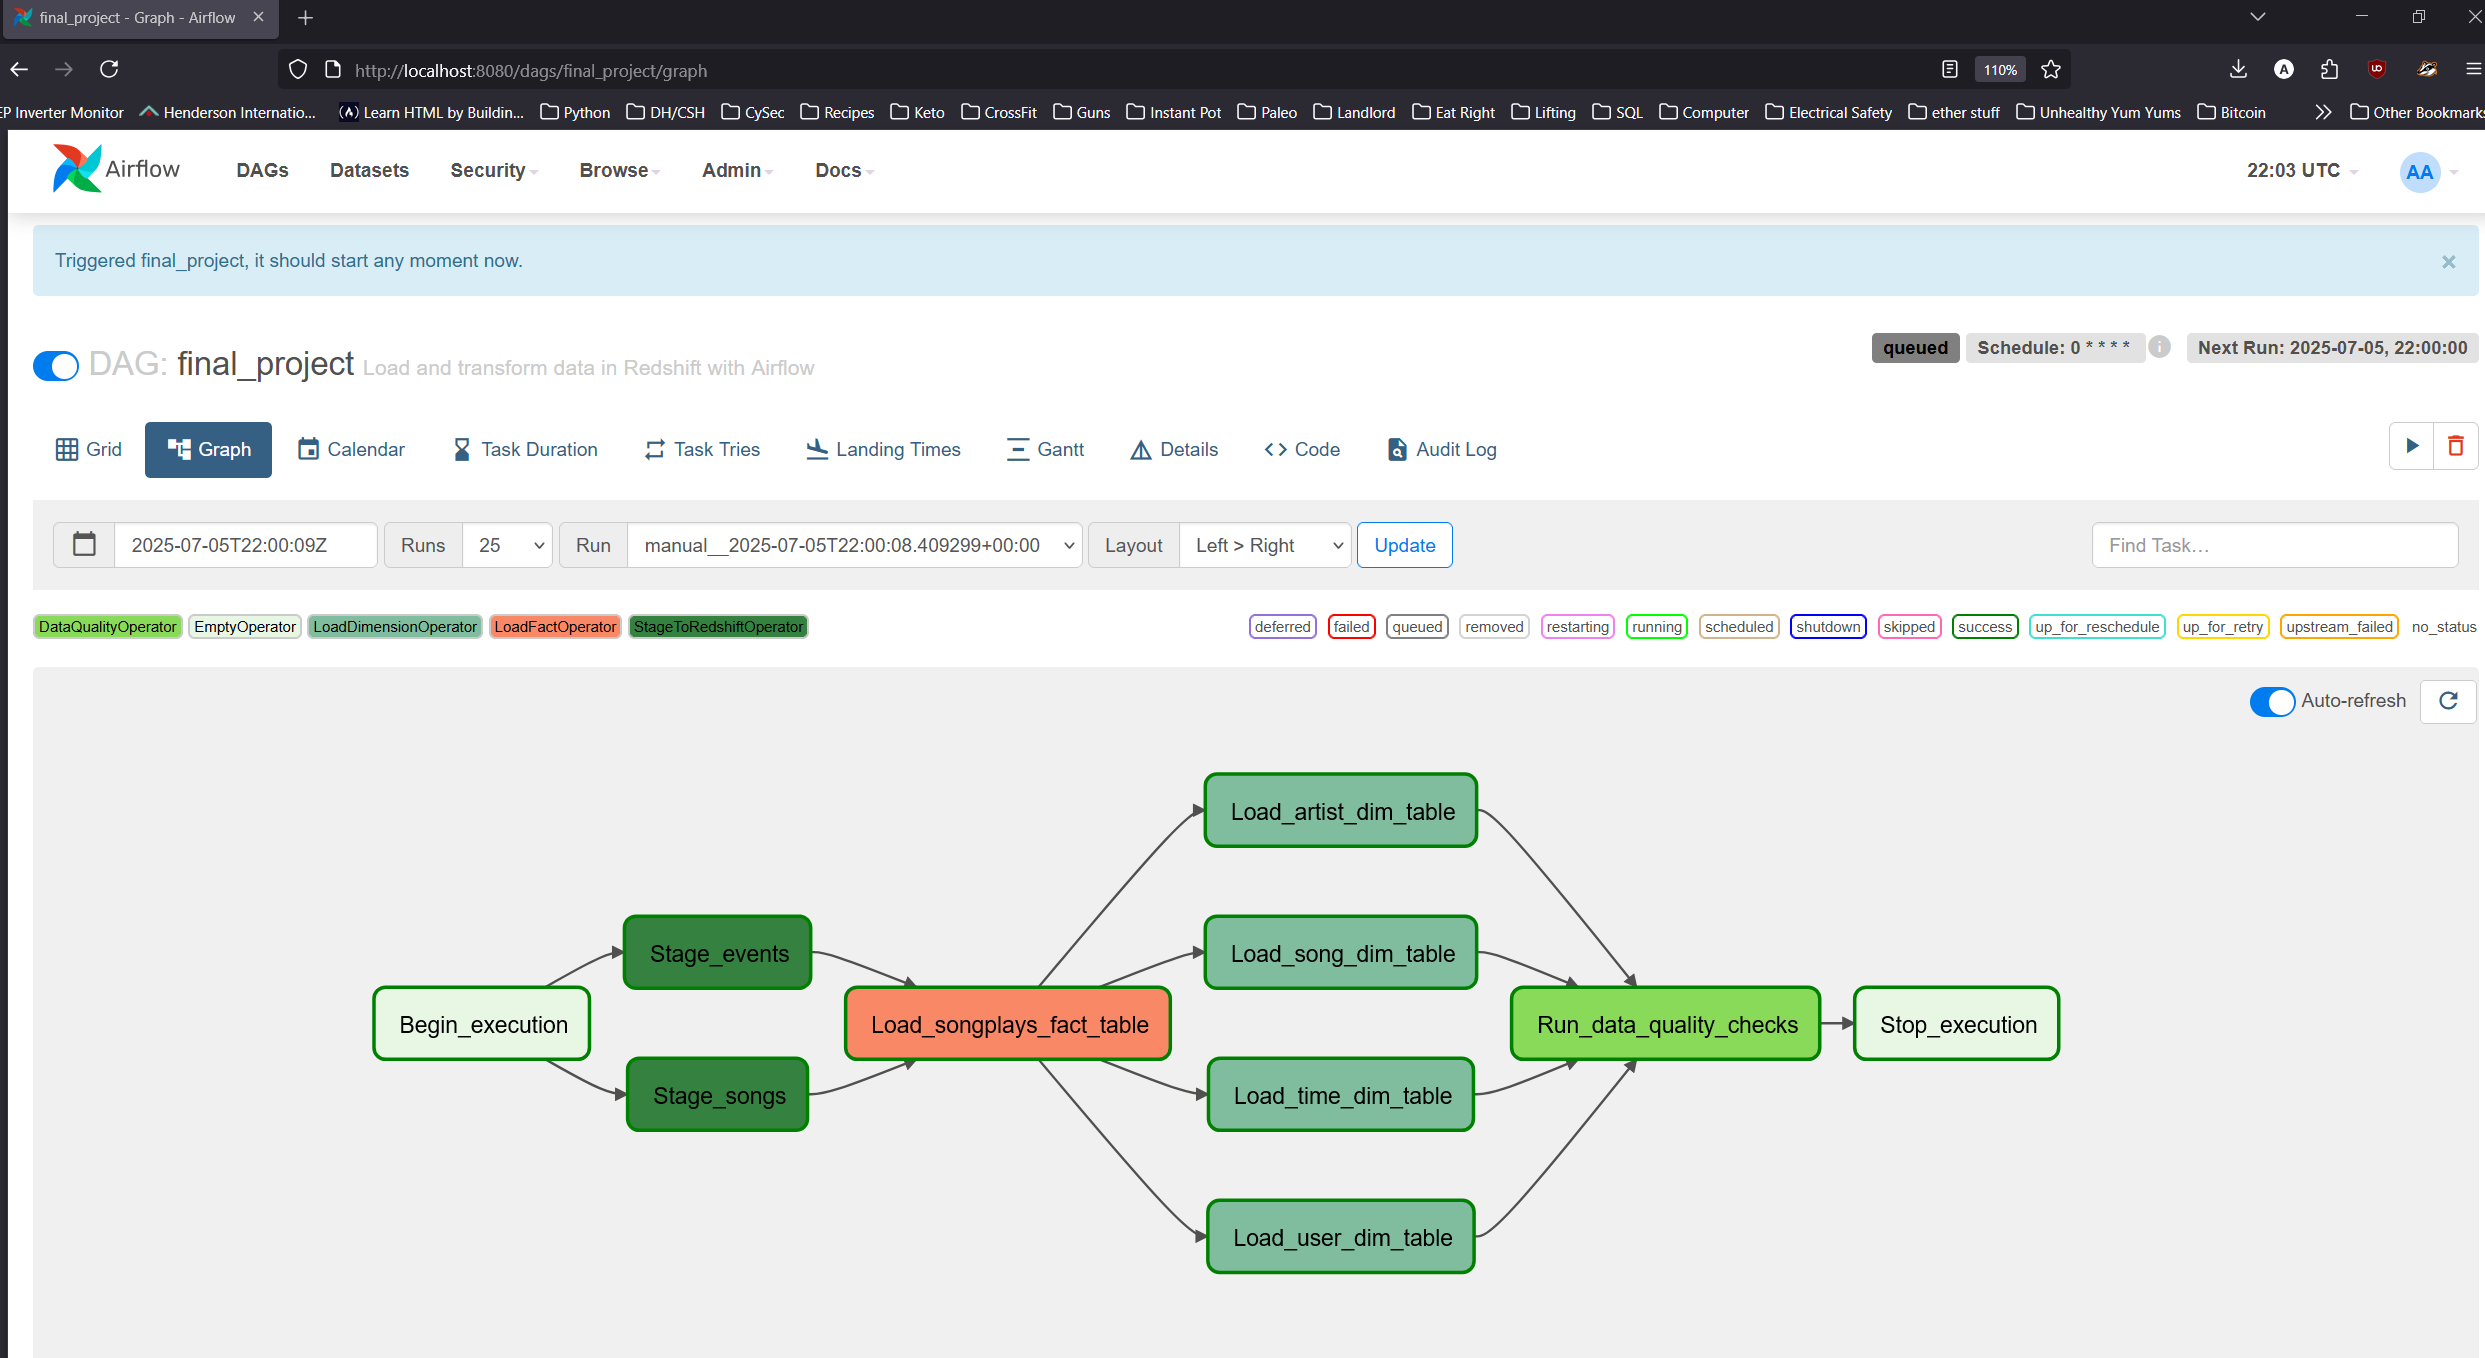 final_project - Graph - Airflow
http://localhost:8080/dags/final_project/graph
110%
EP Inverter Monitor
Henderson Internatio...
Learn HTML by Buildin...
Python
DH/CSH
CySec
Recipes
Keto
CrossFit
Guns
Instant Pot
Paleo
Landlord
Eat Right
Lifting
SQL
Computer
Electrical Safety
ether stuff
Unhealthy Yum Yums
Bitcoin
Other Bookmarks
Airflow
DAGs
Datasets
Security
Browse
Admin
Docs
22:03 UTC
AA
Triggered final_project, it should start any moment now.
DAG: final_project Load and transform data in Redshift with Airflow
queued
Schedule: 0 * * * *
Next Run: 2025-07-05, 22:00:00
Grid
Graph
Calendar
Task Duration
Task Tries
Landing Times
Gantt
Details
Code
Audit Log
2025-07-05T22:00:09Z
Runs
25
Run
manual__2025-07-05T22:00:08.409299+00:00
Layout
Left > Right
Update
Find Task…
DataQualityOperator
EmptyOperator
LoadDimensionOperator
LoadFactOperator
StageToRedshiftOperator
deferred
failed
queued
removed
restarting
running
scheduled
shutdown
skipped
success
up_for_reschedule
up_for_retry
upstream_failed
no_status
Auto-refresh
Begin_execution
Stage_events
Stage_songs
Load_songplays_fact_table
Load_artist_dim_table
Load_song_dim_table
Load_time_dim_table
Load_user_dim_table
Run_data_quality_checks
Stop_execution